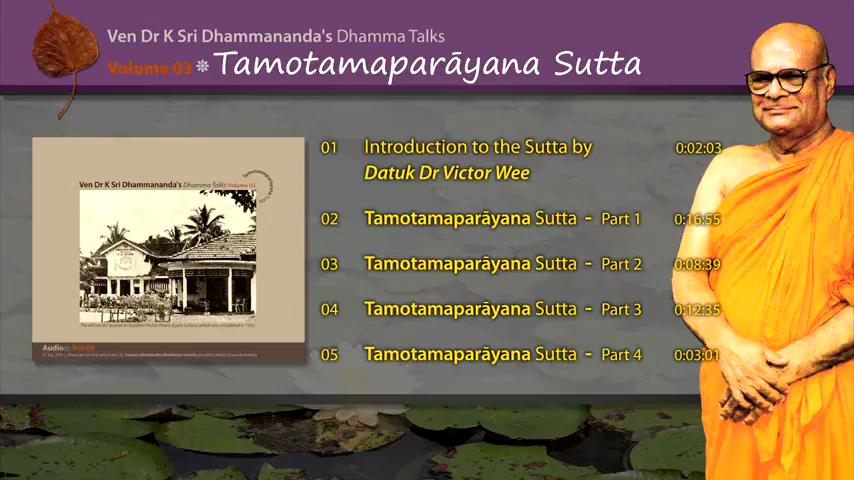 Ven Dr K Sri Dhammananda's Dhamma Talks
Volume 03 ❋ Tamotamaparāyana Sutta
Ven Dr K Sri Dhammananda's Dhamma Talks Volume 03
Tamotamaparāyana Sutta
01 Introduction to the Sutta by 0:02:03
Datuk Dr Victor Wee
02 Tamotamaparāyana Sutta - Part 1 0:16:55
03 Tamotamaparāyana Sutta - Part 2 0:08:39
04 Tamotamaparāyana Sutta - Part 3 0:12:35
05 Tamotamaparāyana Sutta - Part 4 0:03:01